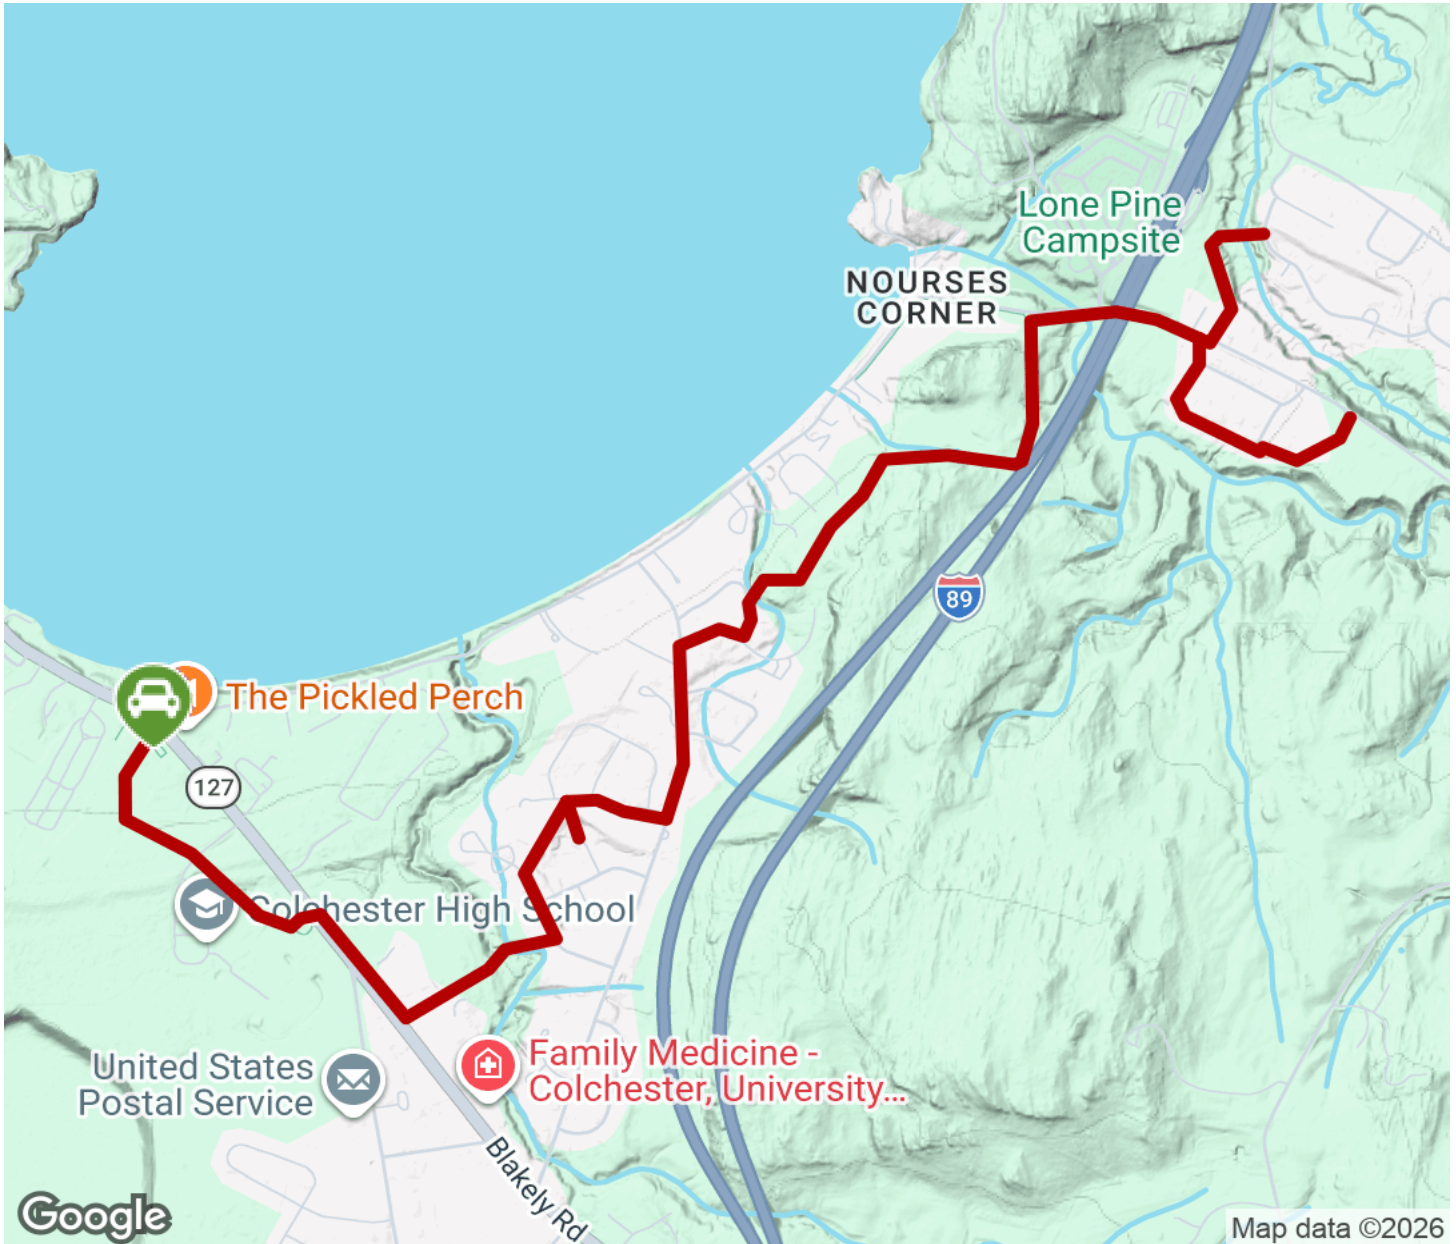 Lone Pine
Campsite
NOURSES
CORNER
89
The Pickled Perch
127
Colchester High School
United States
Postal Service
Family Medicine -
Colchester, University...
Blakely Rd
Google
Map data ©2026